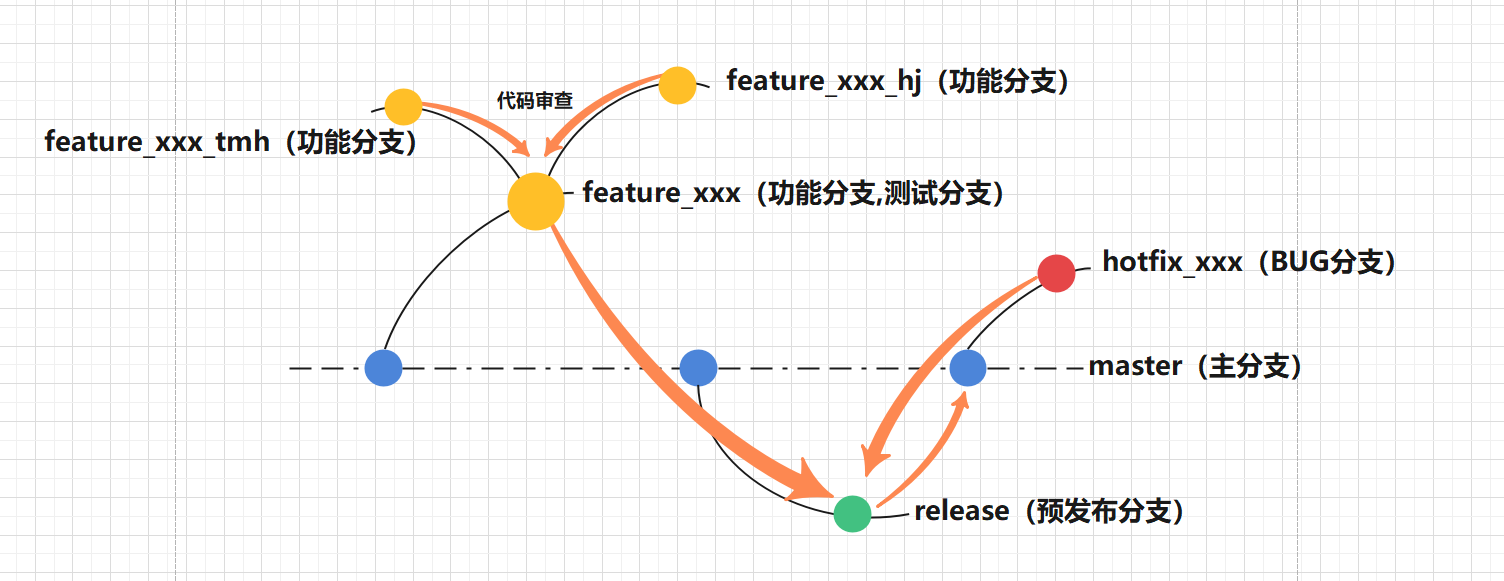 feature_xxx_hj（功能分支）
代码审查
feature_xxx_tmh（功能分支）
feature_xxx（功能分支,测试分支）
hotfix_xxx（BUG分支）
master（主分支）
release（预发布分支）